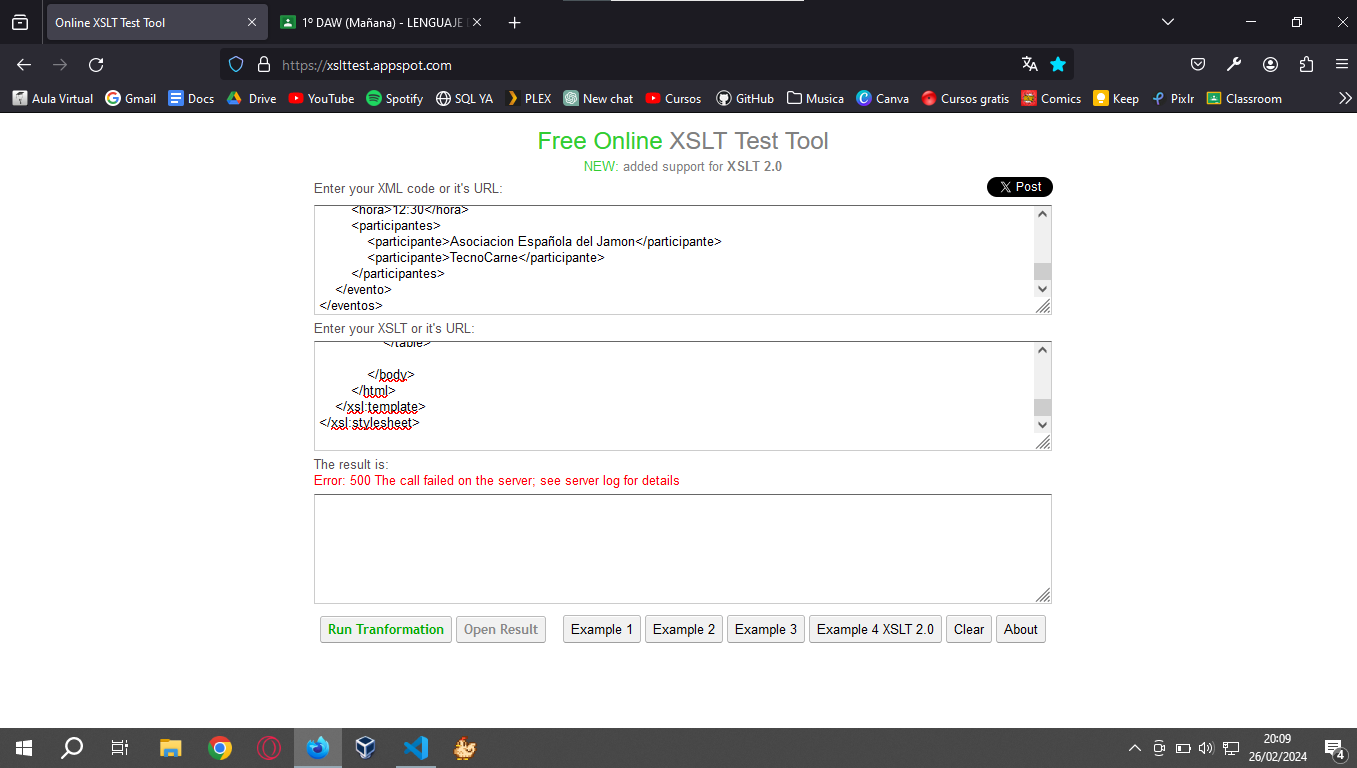 Online XSLT Test Tool
1º DAW (Mañana) - LENGUAJE
https://xslttest.appspot.com
Aula Virtual Gmail Docs Drive YouTube Spotify SQL YA PLEX New chat Cursos GitHub Musica Canva Cursos gratis Comics Keep Pixlr Classroom
Free Online XSLT Test Tool
NEW: added support for XSLT 2.0
Enter your XML code or it's URL:
Post
<hora>12:30</hora>
<participantes>
<participante>Asociacion Española del Jamon</participante>
<participante>TecnoCarne</participante>
</participantes>
</evento>
</eventos>
Enter your XSLT or it's URL:
</table>
</body>
</html>
</xsl:template>
</xsl:stylesheet>
The result is:
Error: 500 The call failed on the server; see server log for details
Run Tranformation Open Result Example 1 Example 2 Example 3 Example 4 XSLT 2.0 Clear About
20:09
26/02/2024
4